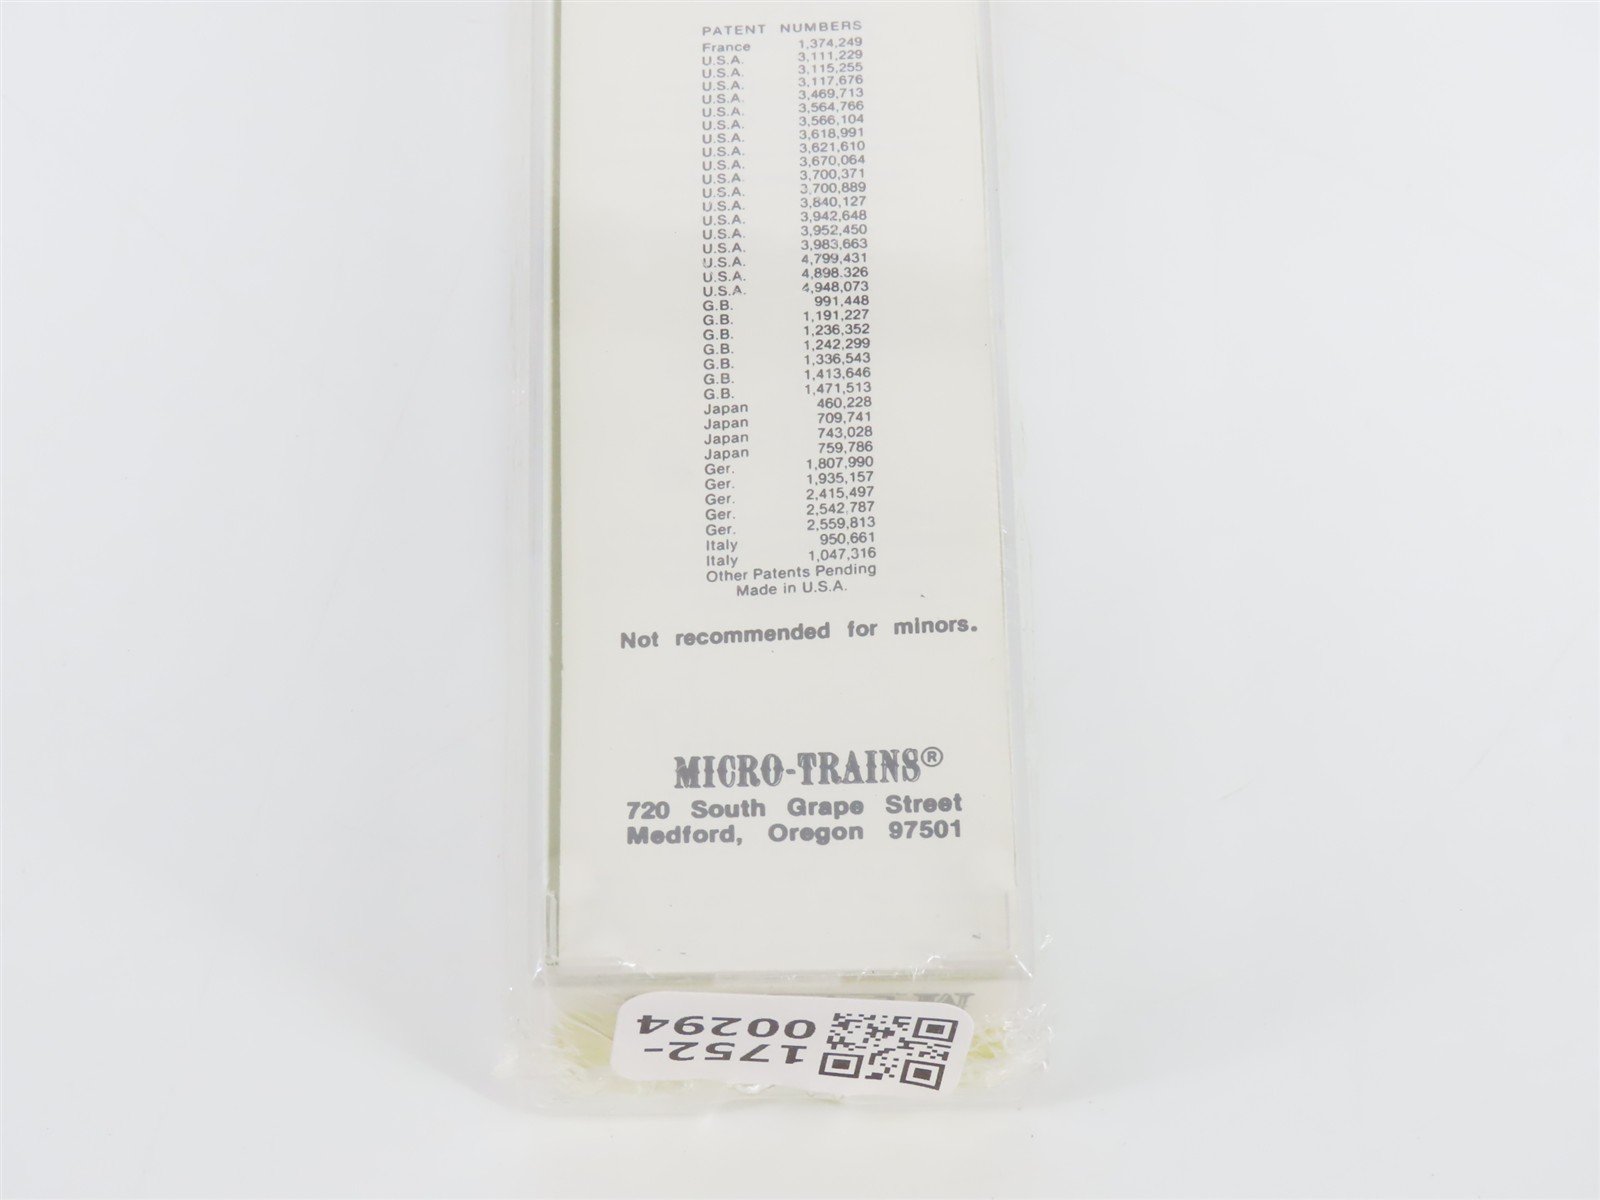 PATENT NUMBERS
France 1,374,249
U.S.A. 3,111,229
U.S.A. 3,115,255
U.S.A. 3,117,676
U.S.A. 3,469,713
U.S.A. 3,564,766
U.S.A. 3,566,104
U.S.A. 3,618,991
U.S.A. 3,621,610
U.S.A. 3,670,064
U.S.A. 3,700,371
U.S.A. 3,700,889
U.S.A. 3,840,127
U.S.A. 3,942,648
U.S.A. 3,952,450
U.S.A. 3,983,663
U.S.A. 4,799,431
U.S.A. 4,898.326
U.S.A. 4,948,073
G.B. 991,448
G.B. 1,191,227
G.B. 1,236,352
G.B. 1,242,299
G.B. 1,336,543
G.B. 1,413,646
G.B. 1,471,513
Japan 460,228
Japan 709,741
Japan 743,028
Japan 759,786
Ger. 1,807,990
Ger. 1,935,157
Ger. 2,415,497
Ger. 2,542,787
Ger. 2,559,813
Italy 950,661
Italy 1,047,316
Other Patents Pending
Made in U.S.A.
Not recommended for minors.
MICRO-TRAINS®
720 South Grape Street
Medford, Oregon 97501
1752-
00294